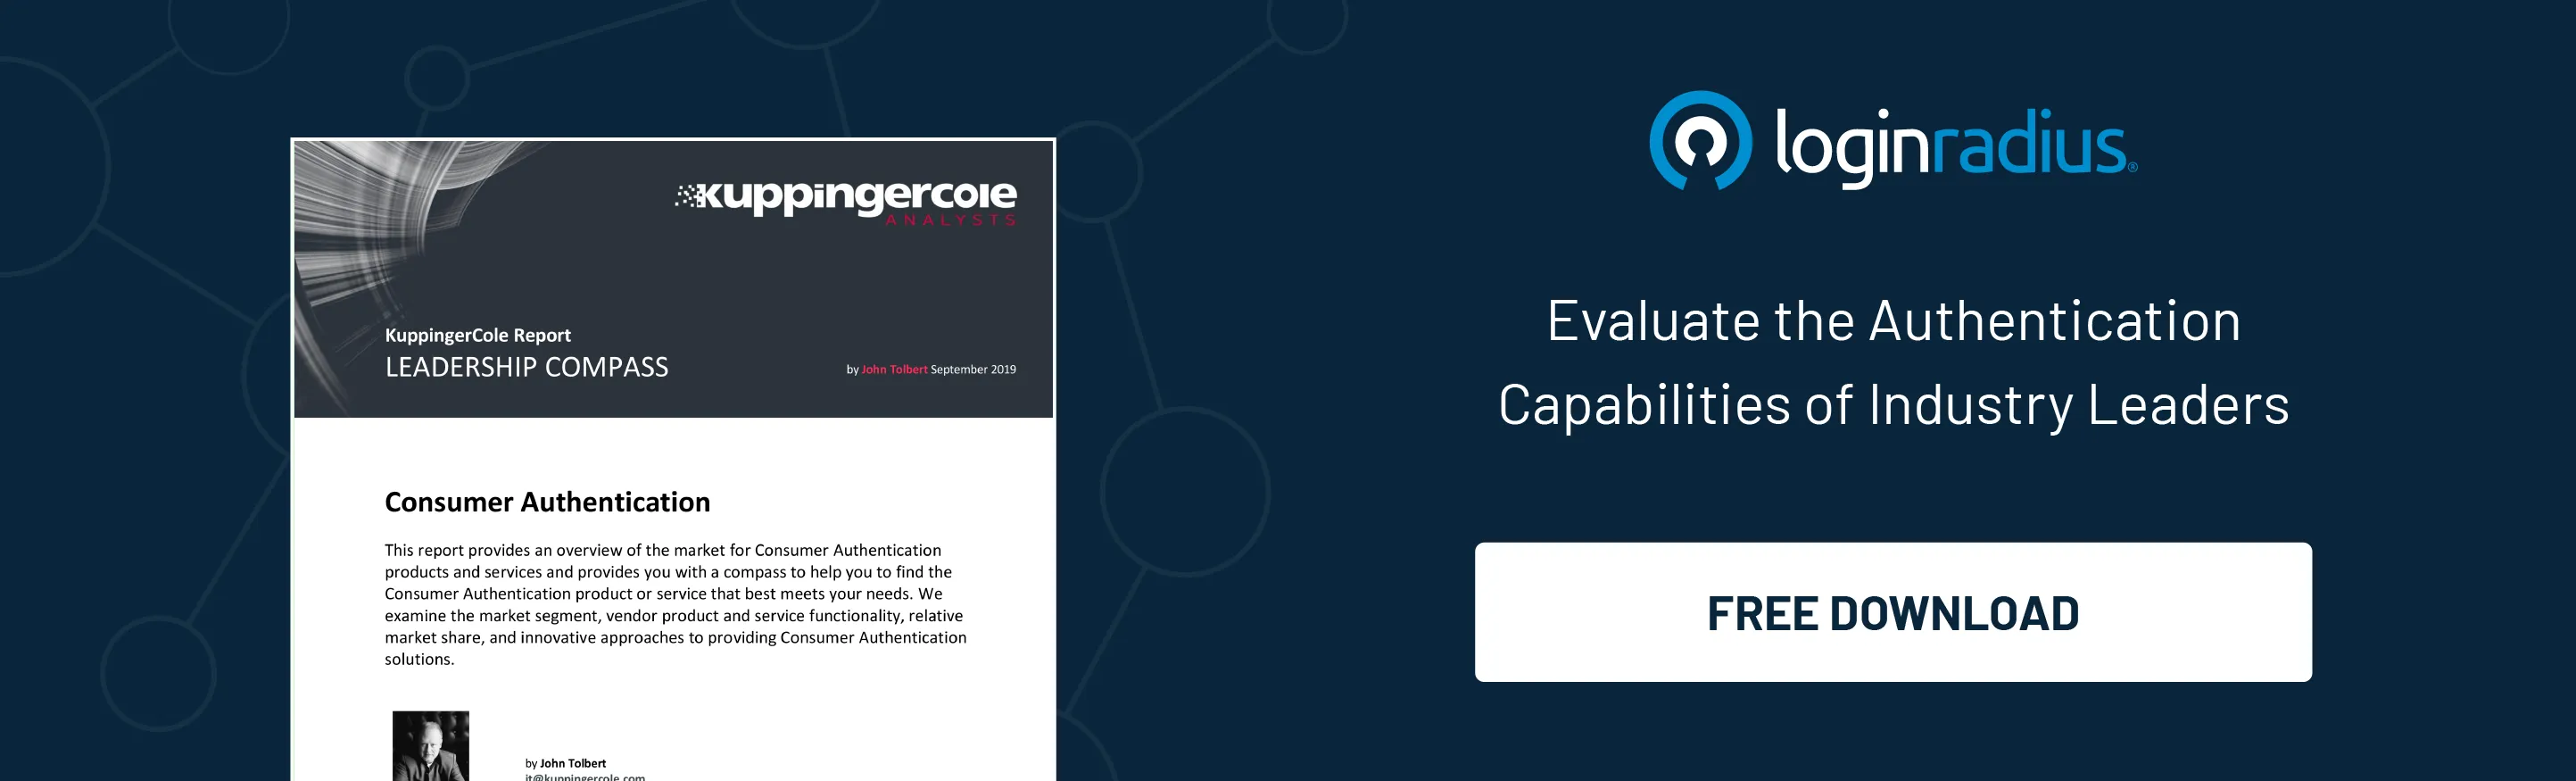 kuppingercole
ANALYSTS
KuppingerCole Report
LEADERSHIP COMPASS
by John Tolbert September 2019
Consumer Authentication
This report provides an overview of the market for Consumer Authentication
products and services and provides you with a compass to help you to find the
Consumer Authentication product or service that best meets your needs. We
examine the market segment, vendor product and service functionality, relative
market share, and innovative approaches to providing Consumer Authentication
solutions.
by John Tolbert
jt@kuppingercole.com
loginradius®
Evaluate the Authentication
Capabilities of Industry Leaders
FREE DOWNLOAD